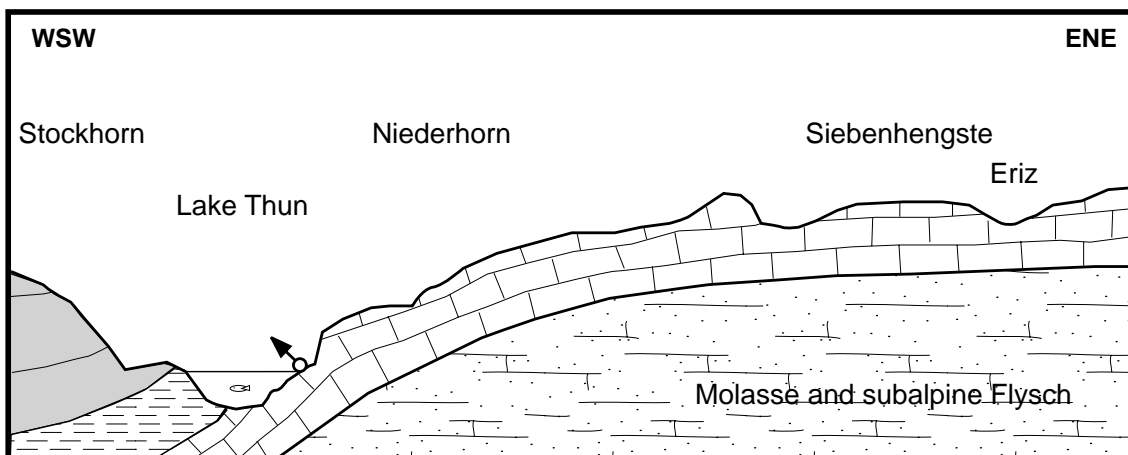 WSW
ENE
Stockhorn
Niederhorn
Siebenhengste
Eriz
Lake Thun
Molasse and subalpine Flysch